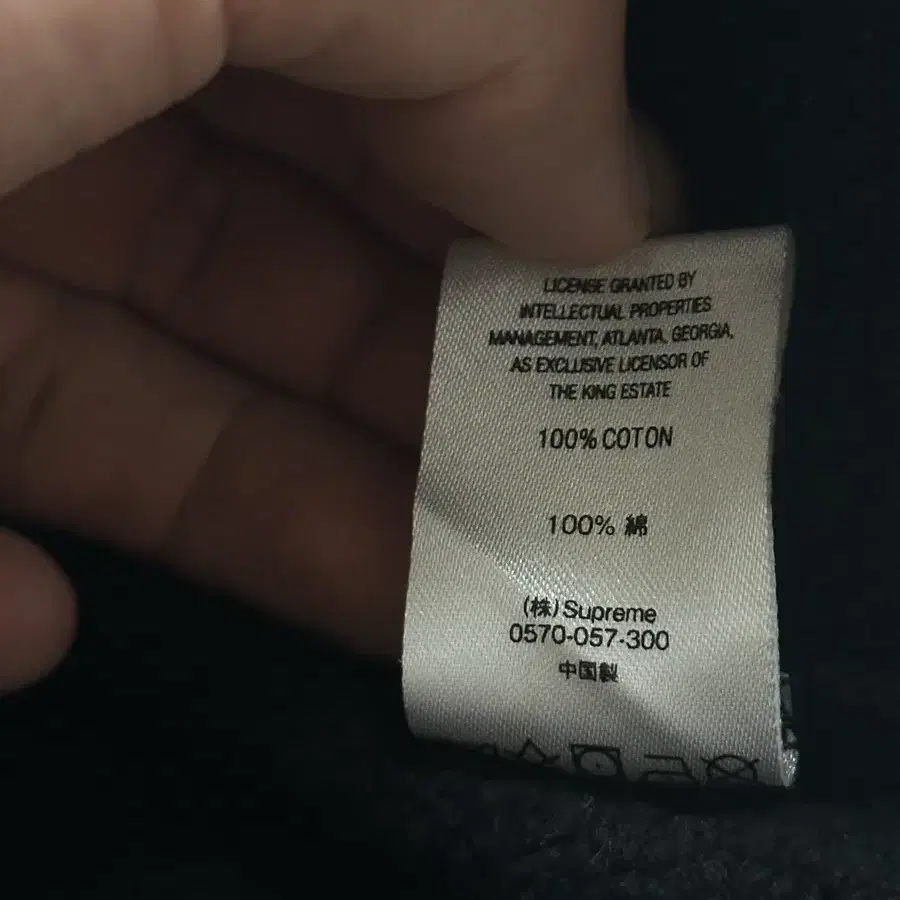 LICENSE GRANTED BY
INTELLECTUAL PROPERTIES
MANAGEMENT, ATLANTA, GEORGIA,
AS EXCLUSIVE LICENSOR OF
THE KING ESTATE
100% COTON
100% 綿
(株) Supreme
0570-057-300
中国製